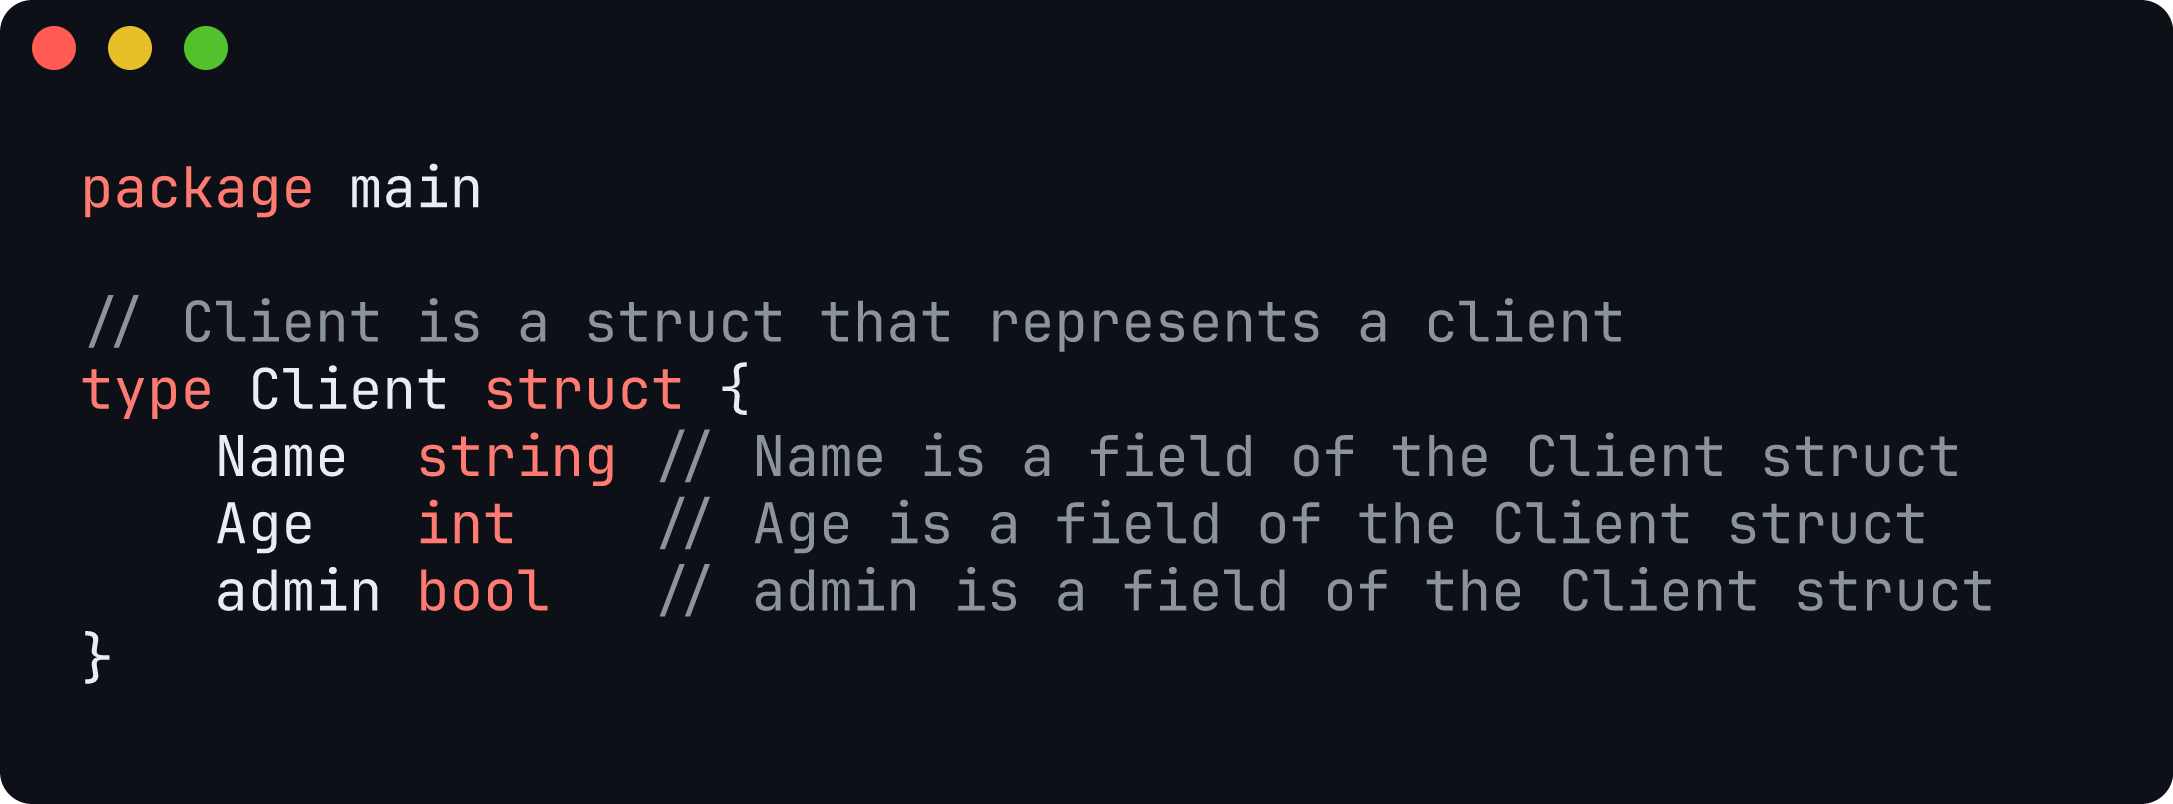 package main
// Client is a struct that represents a client
type Client struct {
    Name  string // Name is a field of the Client struct
    Age   int    // Age is a field of the Client struct
    admin bool   // admin is a field of the Client struct
}